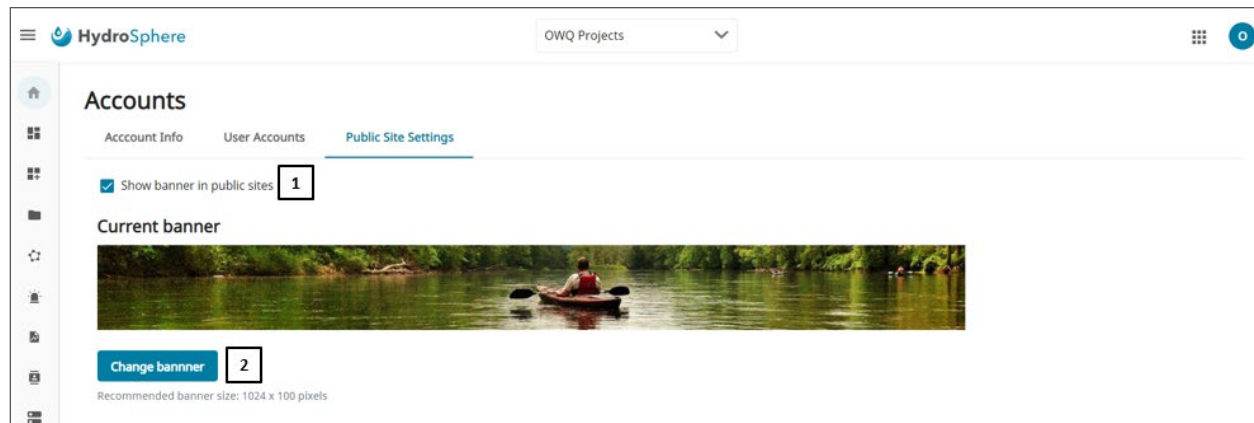 HydroSphere
OWQ Projects
O
Accounts
Acccount Info
User Accounts
Public Site Settings
Show banner in public sites
1
Current banner
Change bannner
2
Recommended banner size: 1024 x 100 pixels